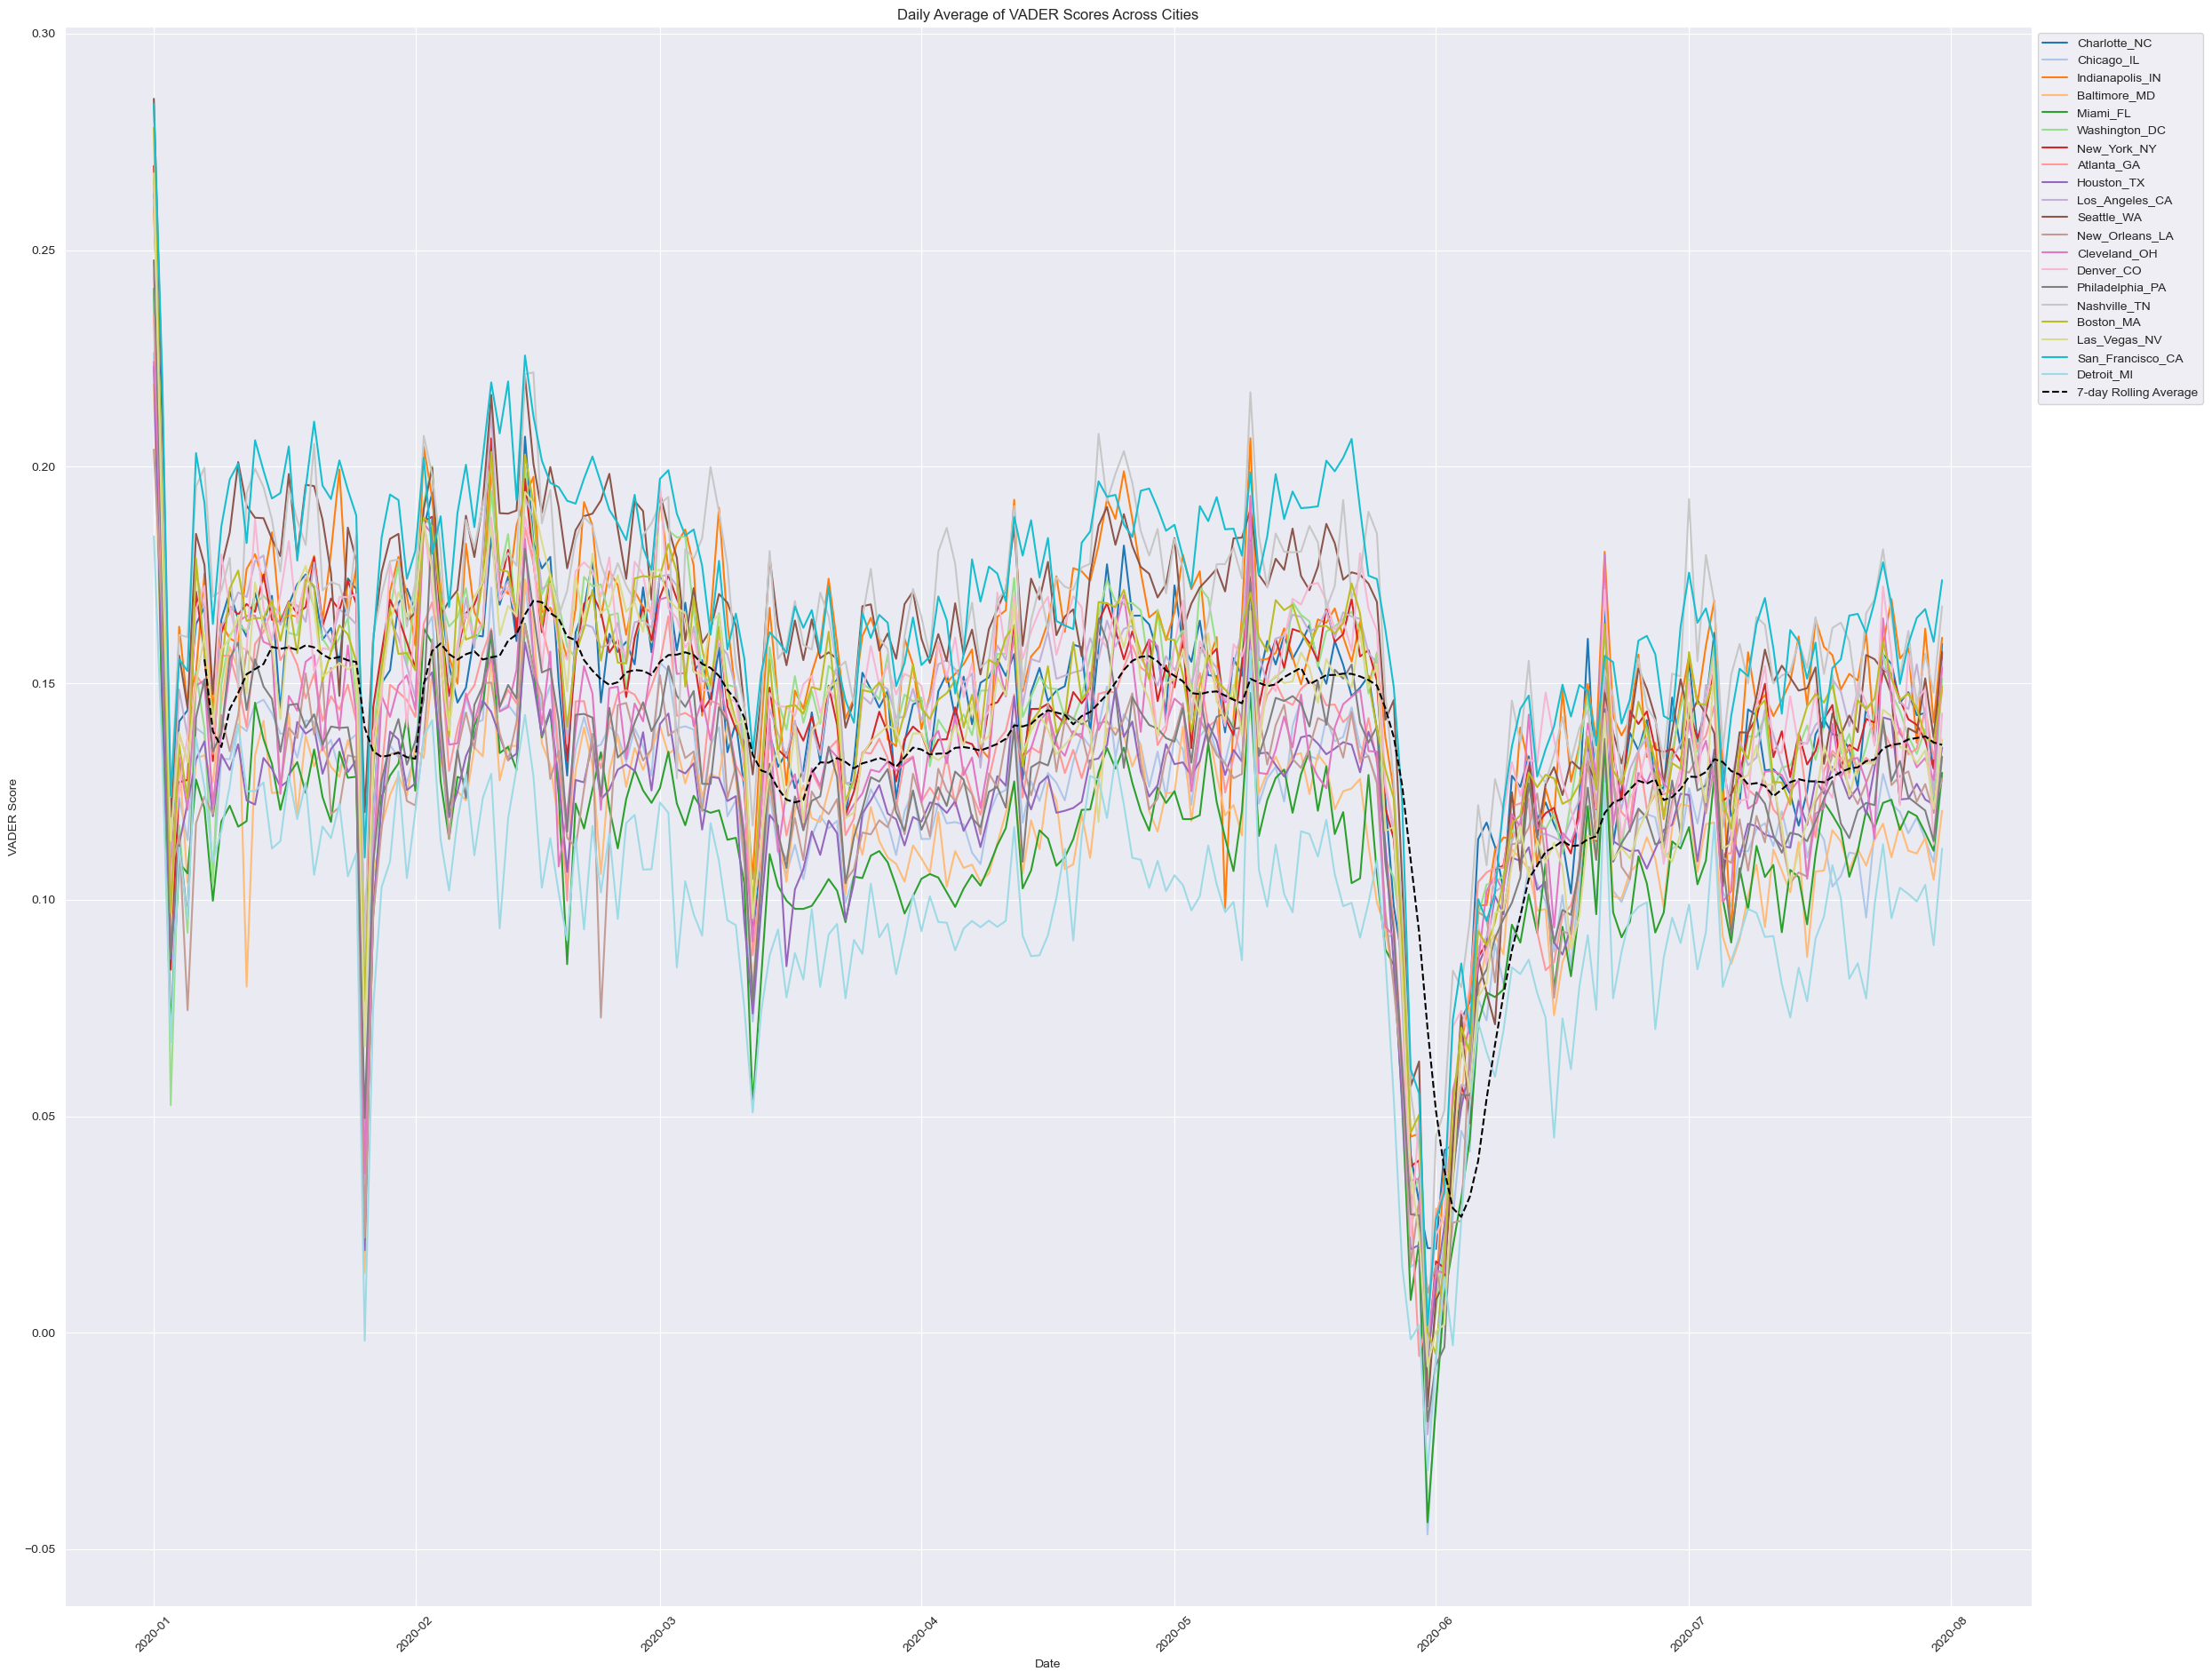 Daily Average of VADER Scores Across Cities
0.30
0.25
0.20
0.15
0.10
0.05
0.00
−0.05
VADER Score
2020-01
2020-02
2020-03
2020-04
2020-05
2020-06
2020-07
2020-08
Date
Charlotte_NC
Chicago_IL
Indianapolis_IN
Baltimore_MD
Miami_FL
Washington_DC
New_York_NY
Atlanta_GA
Houston_TX
Los_Angeles_CA
Seattle_WA
New_Orleans_LA
Cleveland_OH
Denver_CO
Philadelphia_PA
Nashville_TN
Boston_MA
Las_Vegas_NV
San_Francisco_CA
Detroit_MI
7-day Rolling Average